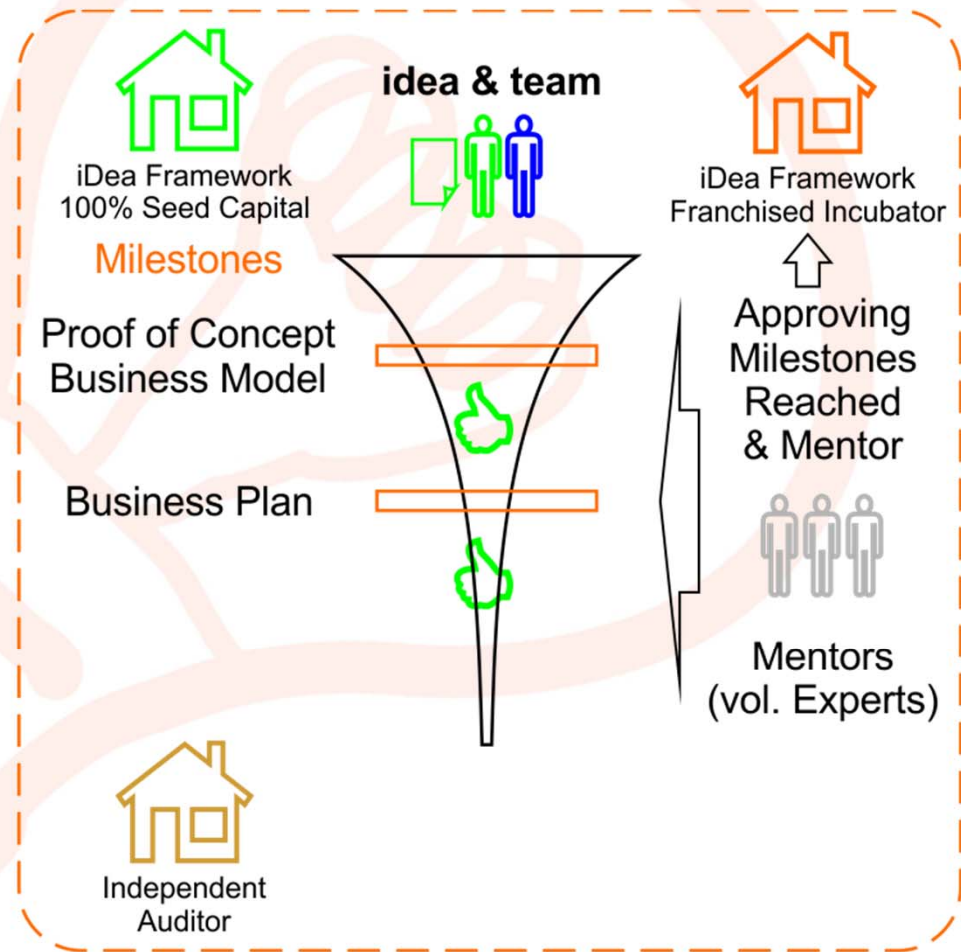 idea & team
iDea Framework
100% Seed Capital
iDea Framework
Franchised Incubator
Milestones
Proof of Concept
Business Model
Business Plan
Approving
Milestones
Reached
& Mentor
Mentors
(vol. Experts)
Independent
Auditor